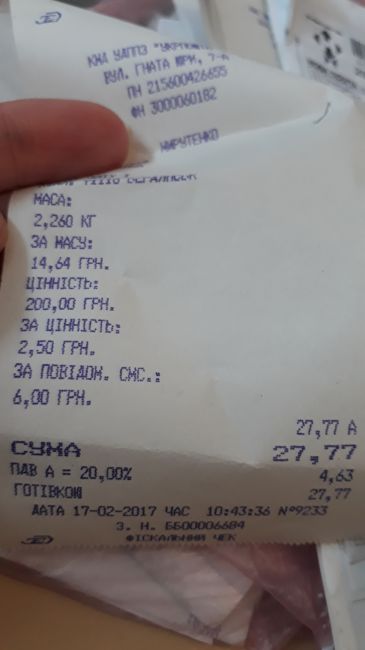 КНД УДППЗ "УКРПОШТ
ВУЛ. ГНАТА ЮРИ, 7-А
ПН 215600426655
ФН 3000060182
МАСА:
2,260 КГ
ЗА МАСУ:
14,64 ГРН.
ЦІННІСТЬ:
200,00 ГРН.
ЗА ЦІННІСТЬ:
2,50 ГРН.
ЗА ПОВІДОМ. СМС.:
6,00 ГРН.
27,77 А
СУМА 27,77
ПДВ А = 20,00% 4,63
ГОТІВКОЮ 27,77
ДАТА 17-02-2017 ЧАС 10:43:36 №9233
З. Н. ББ00006684
ФІСКАЛЬНИЙ ЧЕК